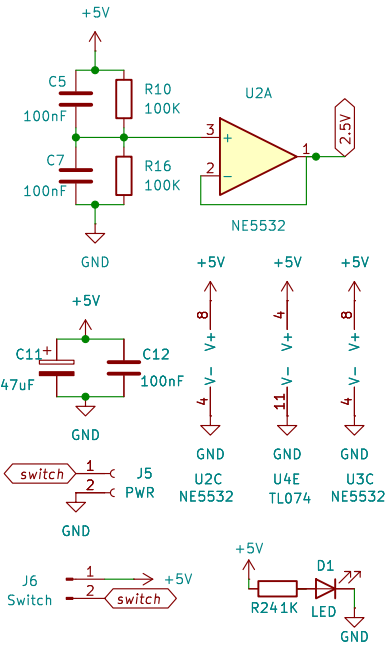 +5V
C5
100nF
R10
100K
U2A
3
+
1
2
-
2.5V
C7
100nF
R16
100K
NE5532
GND
+5V
+5V
+5V
+5V
8
V+
4
V+
8
V+
C11
+
47uF
C12
100nF
V-
4
V-
11
V-
4
GND
GND
GND
GND
switch
1
2
J5
PWR
U2C
NE5532
U4E
TL074
U3C
NE5532
GND
J6
Switch
1
+5V
2
switch
+5V
D1
R24
1K
LED
GND